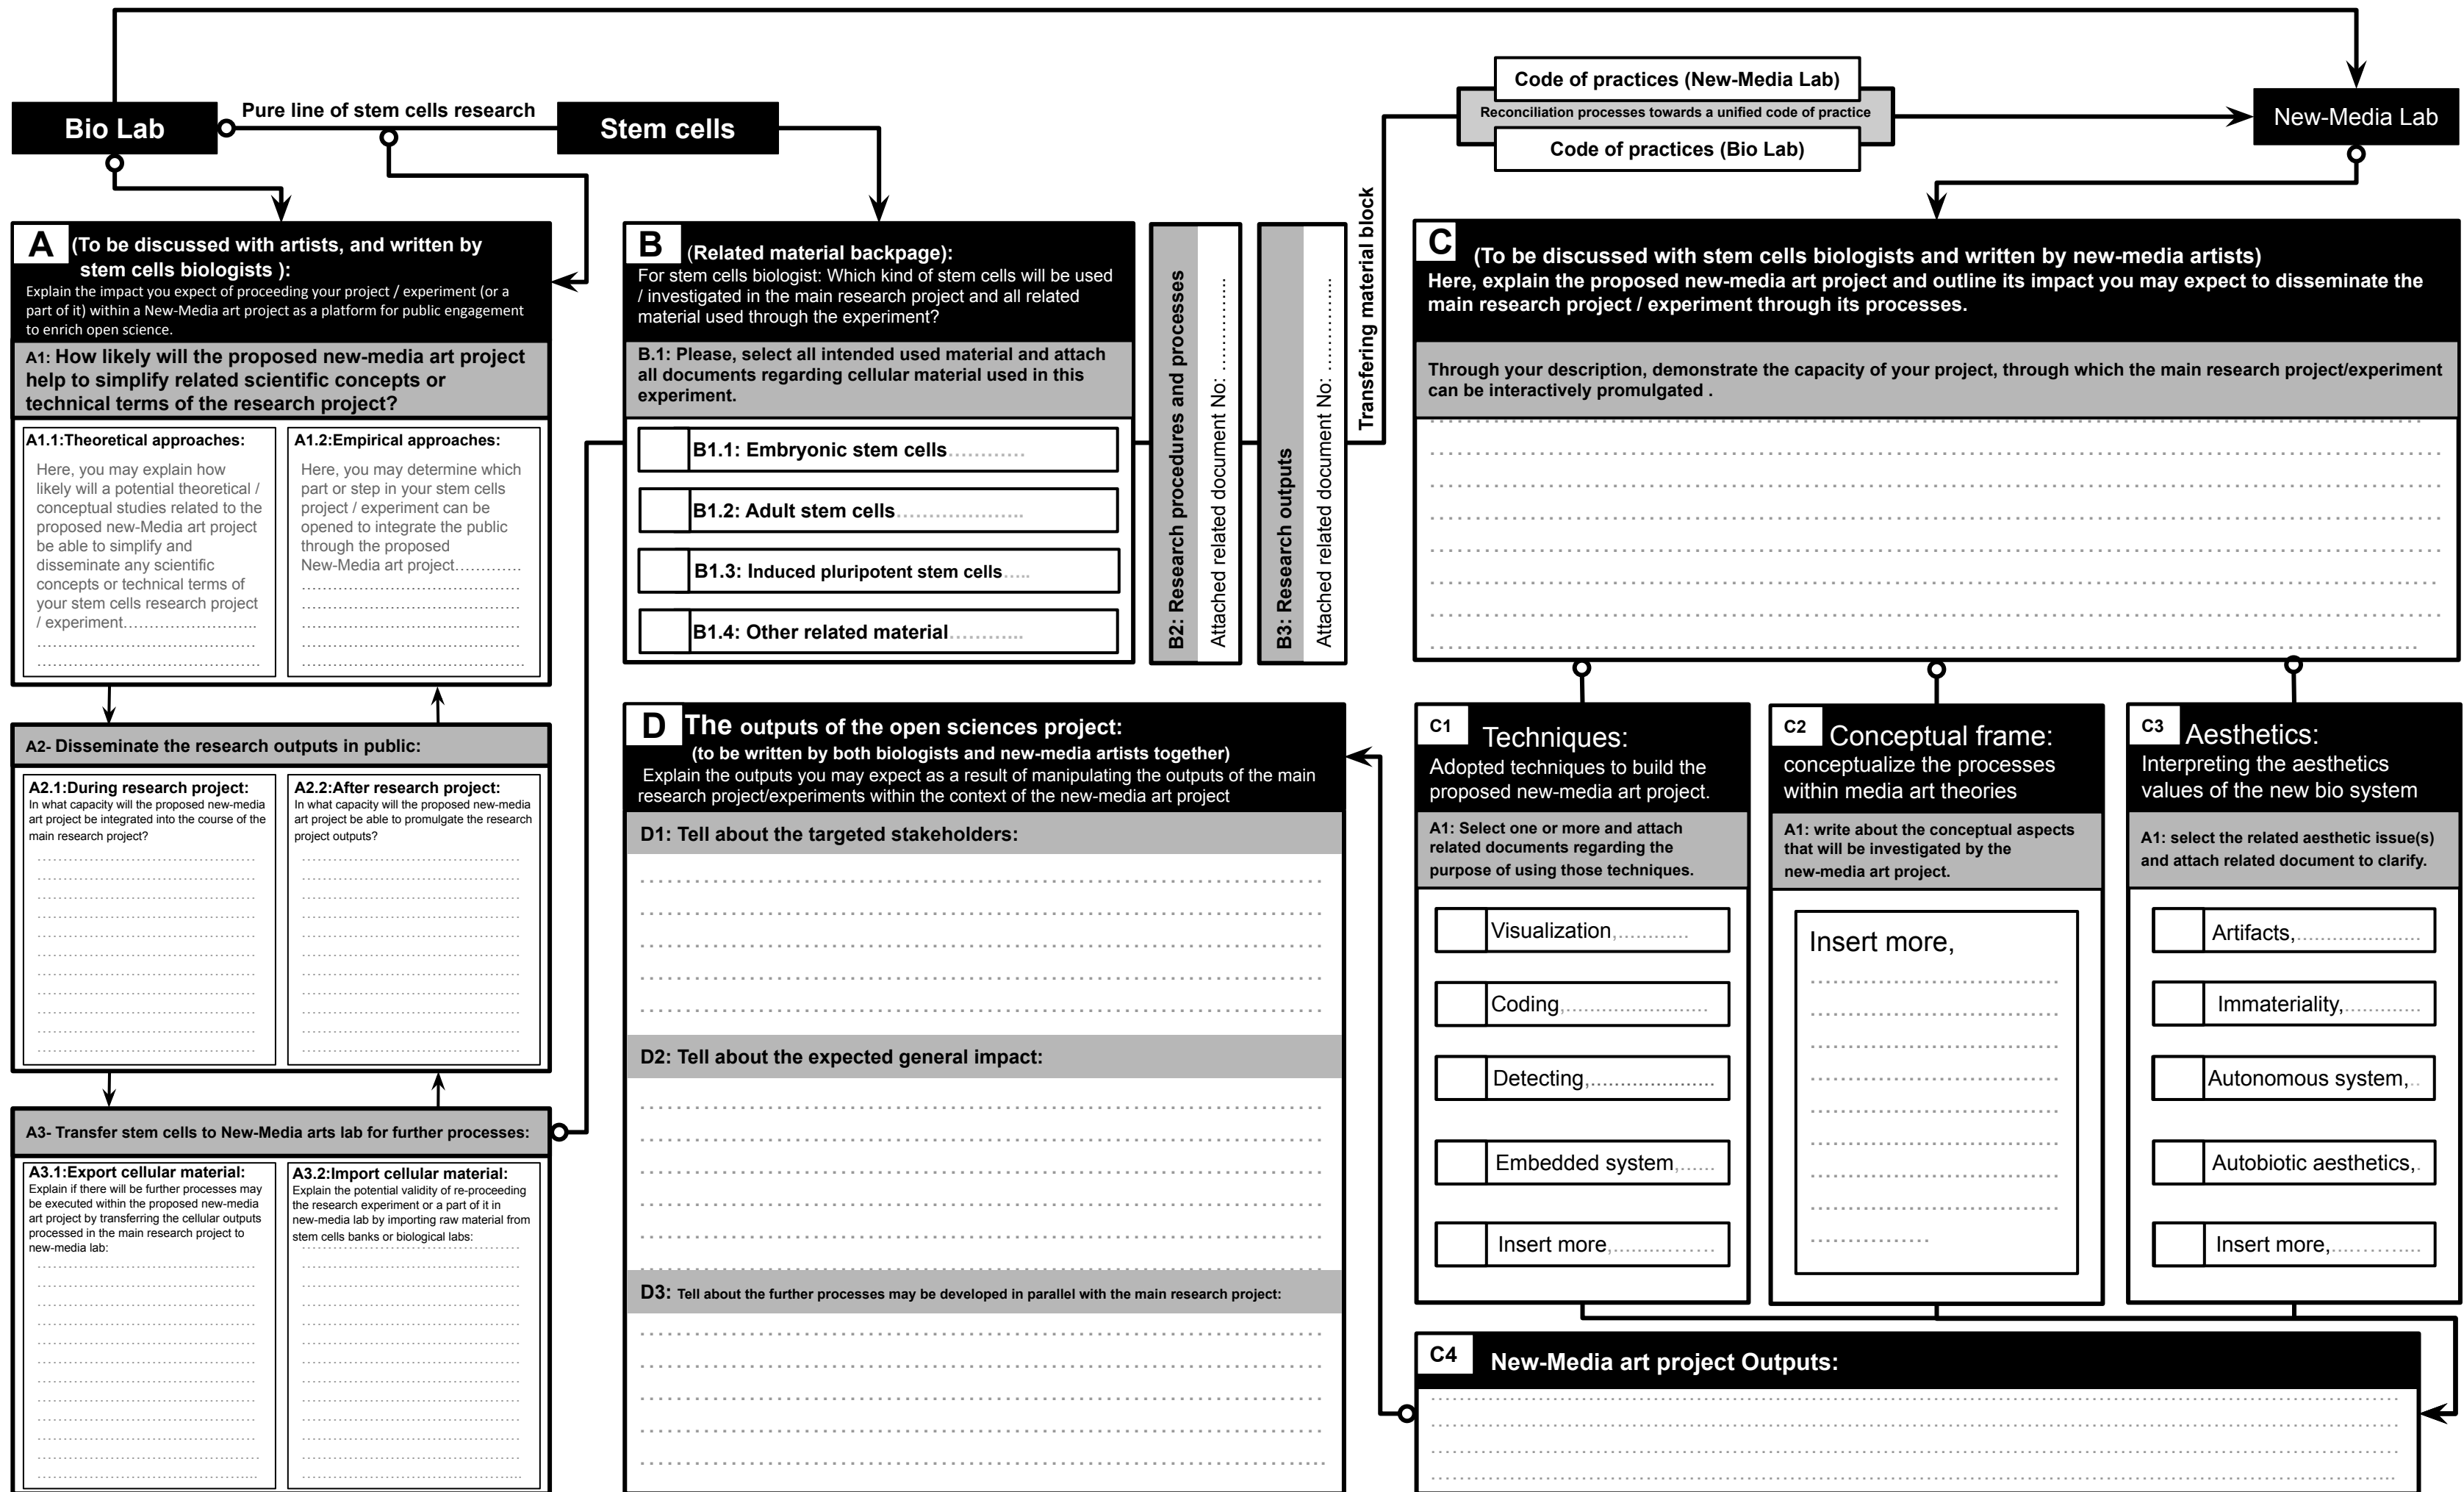 Bio Lab
Pure line of stem cells research
Stem cells
Code of practices (New-Media Lab)
Reconciliation processes towards a unified code of practice
Code of practices (Bio Lab)
New-Media Lab
A
(To be discussed with artists, and written by
stem cells biologists ):
Explain the impact you expect of proceeding your project / experiment (or a
part of it) within a New-Media art project as a platform for public engagement
to enrich open science.
A1: How likely will the proposed new-media art project
help to simplify related scientific concepts or
technical terms of the research project?
A1.1:Theoretical approaches:
Here, you may explain how
likely will a potential theoretical /
conceptual studies related to the
proposed new-Media art project
be able to simplify and
disseminate any scientific
concepts or technical terms of
your stem cells research project
/ experiment........................
A1.2:Empirical approaches:
Here, you may determine which
part or step in your stem cells
project / experiment can be
opened to integrate the public
through the proposed
New-Media art project............
A2- Disseminate the research outputs in public:
A2.1:During research project:
In what capacity will the proposed new-media
art project be integrated into the course of the
main research project?
A2.2:After research project:
In what capacity will the proposed new-media
art project be able to promulgate the research
project outputs?
A3- Transfer stem cells to New-Media arts lab for further processes:
A3.1:Export cellular material:
Explain if there will be further processes may
be executed within the proposed new-media
art project by transferring the cellular outputs
processed in the main research project to
new-media lab:
A3.2:Import cellular material:
Explain the potential validity of re-proceeding
the research experiment or a part of it in
new-media lab by importing raw material from
stem cells banks or biological labs:
B
(Related material backpage):
For stem cells biologist: Which kind of stem cells will be used
/ investigated in the main research project and all related
material used through the experiment?
B.1: Please, select all intended used material and attach
all documents regarding cellular material used in this
experiment.
B1.1: Embryonic stem cells............
B1.2: Adult stem cells....................
B1.3: Induced pluripotent stem cells.....
B1.4: Other related material............
B2: Research procedures and processes
Attached related document No: ............
B3: Research outputs
Attached related document No: ............
Transfering material block
C
(To be discussed with stem cells biologists and written by new-media artists)
Here, explain the proposed new-media art project and outline its impact you may expect to disseminate the
main research project / experiment through its processes.
Through your description, demonstrate the capacity of your project, through which the main research project/experiment
can be interactively promulgated .
D
The outputs of the open sciences project:
(to be written by both biologists and new-media artists together)
Explain the outputs you may expect as a result of manipulating the outputs of the main
research project/experiments within the context of the new-media art project
D1: Tell about the targeted stakeholders:
D2: Tell about the expected general impact:
D3: Tell about the further processes may be developed in parallel with the main research project:
C1
Techniques:
Adopted techniques to build the
proposed new-media art project.
A1: Select one or more and attach
related documents regarding the
purpose of using those techniques.
Visualization,............
Coding,.......................
Detecting,.....................
Embedded system,......
Insert more,.................
C2
Conceptual frame:
conceptualize the processes
within media art theories
A1: write about the conceptual aspects
that will be investigated by the
new-media art project.
Insert more,
C3
Aesthetics:
Interpreting the aesthetics
values of the new bio system
A1: select the related aesthetic issue(s)
and attach related document to clarify.
Artifacts,.....................
Immateriality,.............
Autonomous system,..
Autobiotic aesthetics,.
Insert more,...............
C4
New-Media art project Outputs: